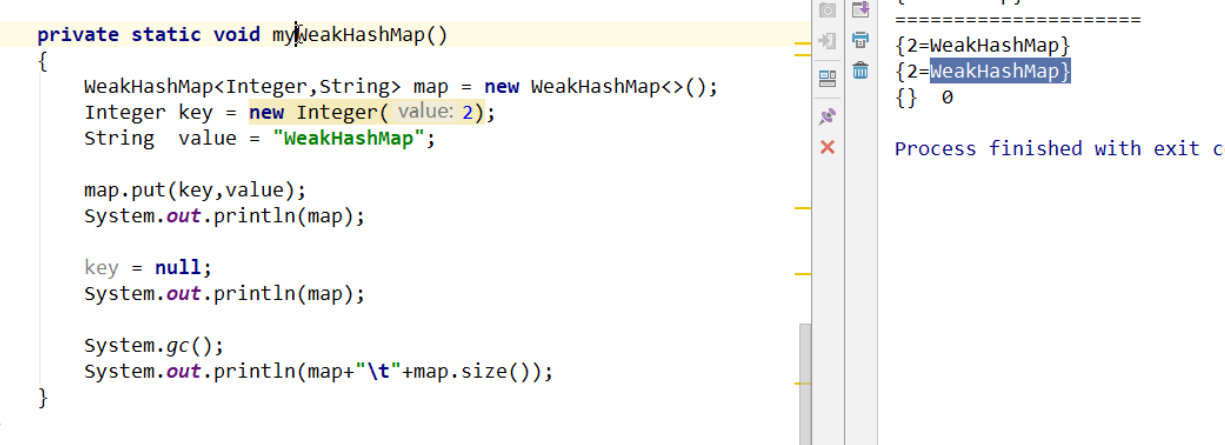 private static void myWeakHashMap()
{
WeakHashMap<Integer,String> map = new WeakHashMap<>();
Integer key = new Integer( value: 2);
String value = "WeakHashMap";
map.put(key,value);
System.out.println(map);
key = null;
System.out.println(map);
System.gc();
System.out.println(map+"\t"+map.size());
}
=====================
{2=WeakHashMap}
{2=WeakHashMap}
{} 0
Process finished with exit c